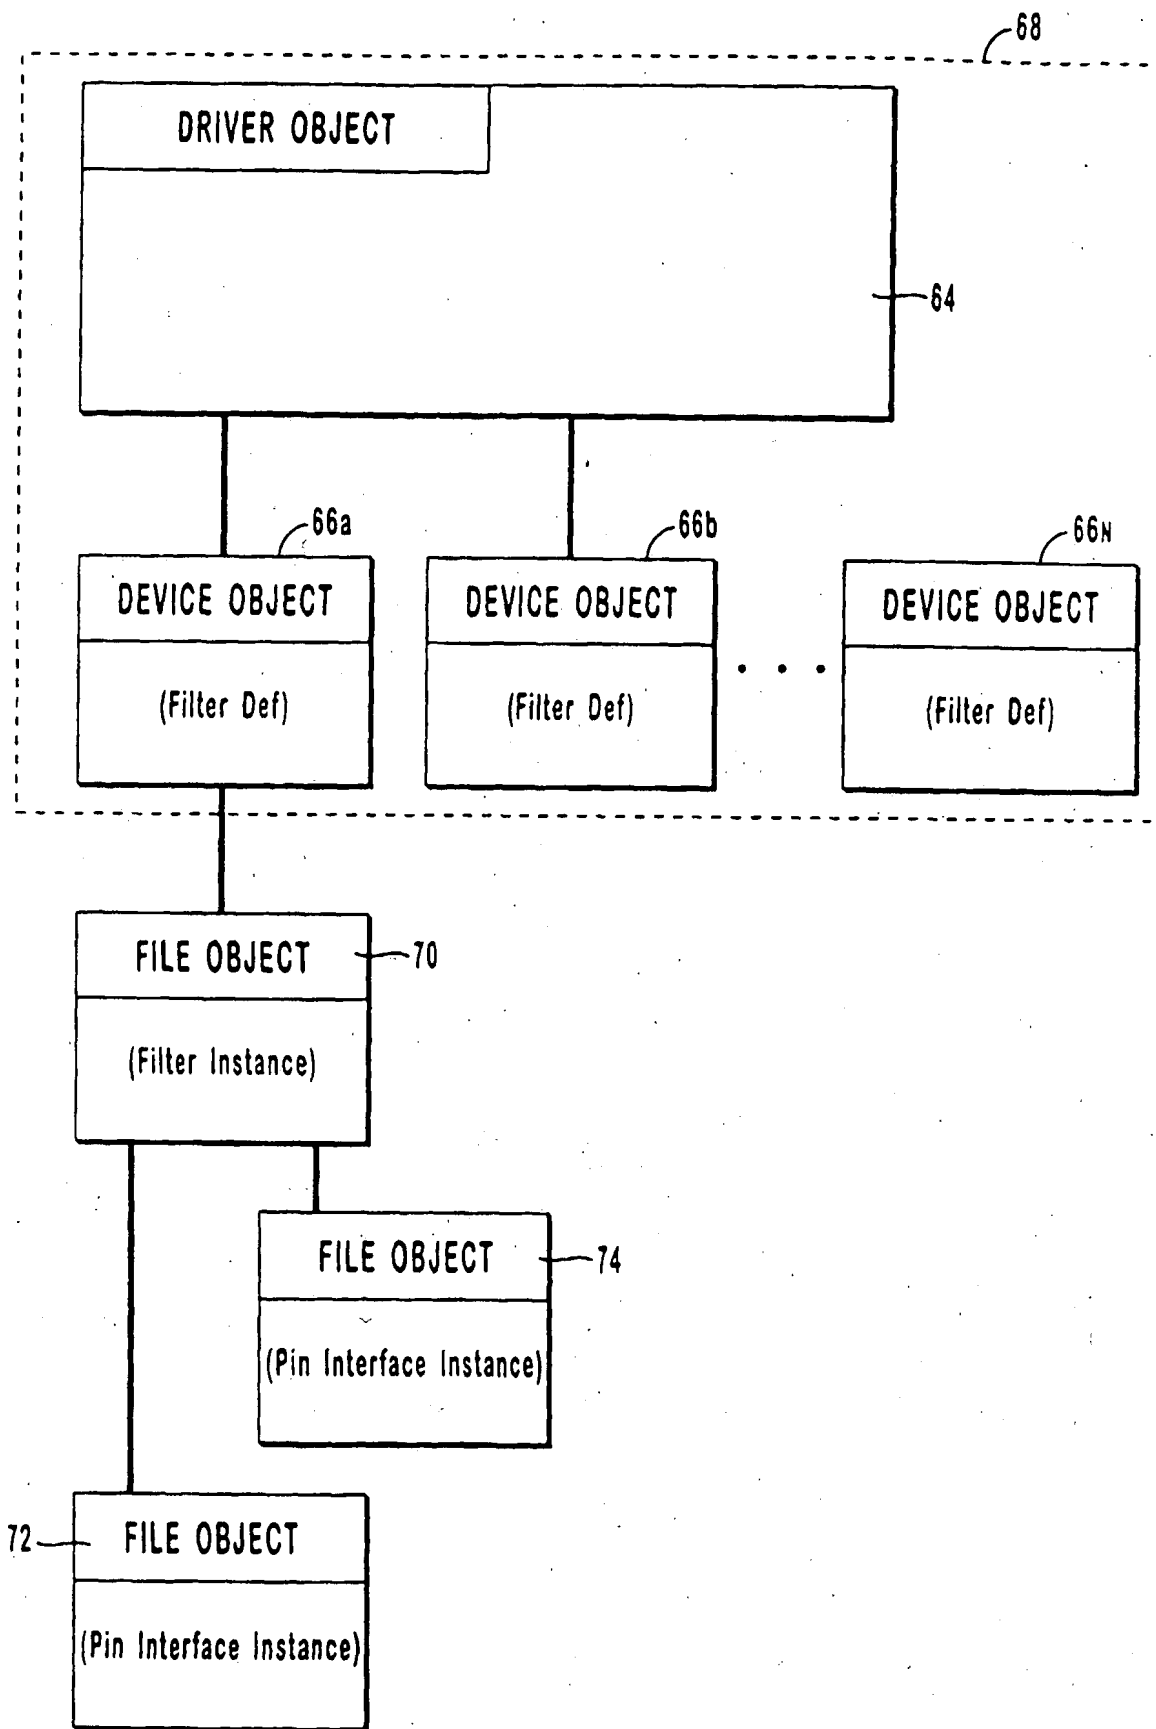 68
DRIVER OBJECT
64
66a
66b
66N
DEVICE OBJECT
DEVICE OBJECT
DEVICE OBJECT
(Filter Def)
(Filter Def)
. . .
(Filter Def)
FILE OBJECT
70
(Filter Instance)
FILE OBJECT
74
(Pin Interface Instance)
72
FILE OBJECT
(Pin Interface Instance)